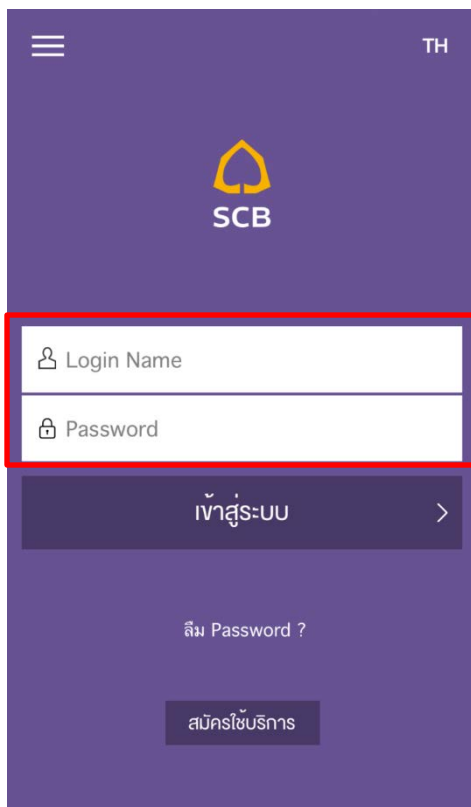 TH
SCB
Login Name
Password
เข้าสู่ระบบ
ลืม Password ?
สมัครใช้บริการ